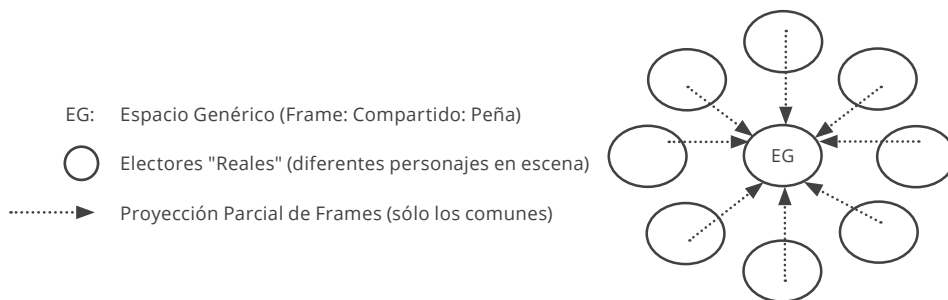 EG: Espacio Genérico (Frame: Compartido: Peña)
Electores "Reales" (diferentes personajes en escena)
Proyección Parcial de Frames (sólo los comunes)
EG